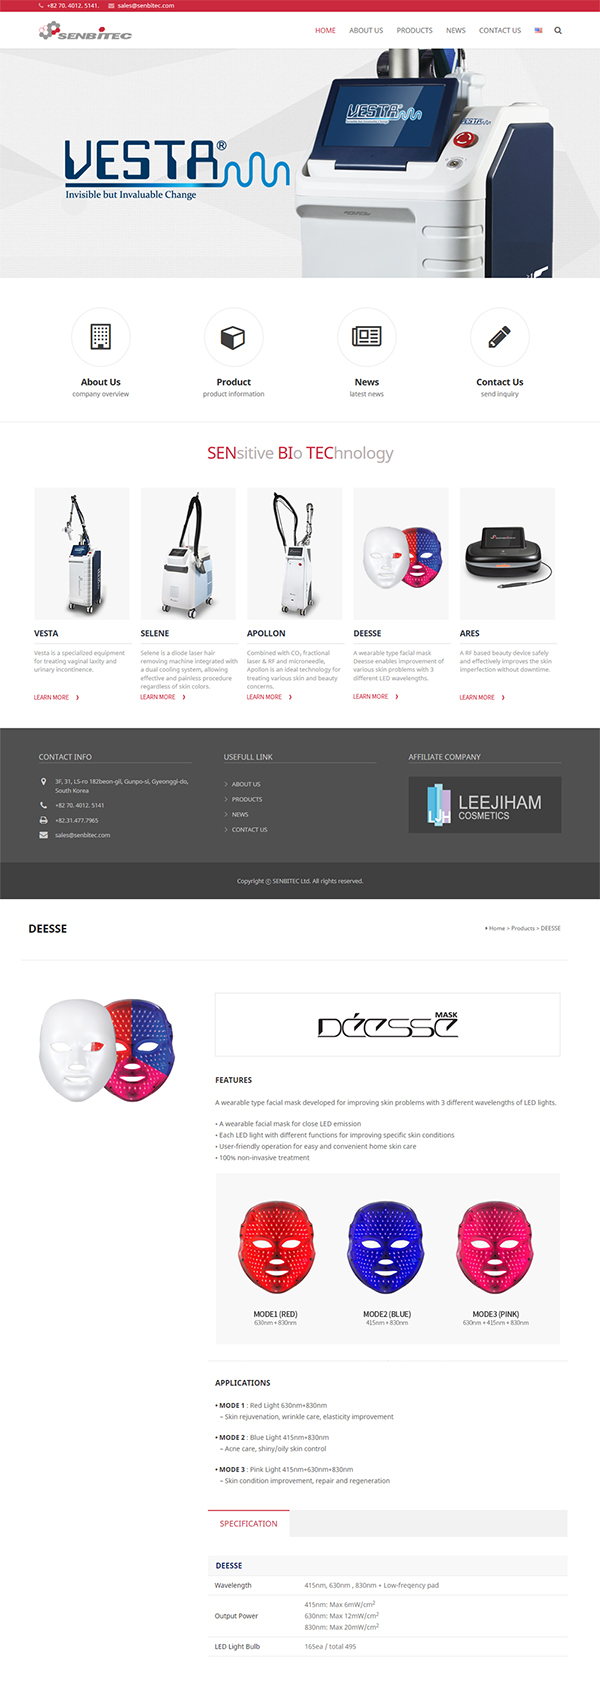 +82 70. 4012. 5141. sales@senbitec.com
SENBITEC
HOME ABOUT US PRODUCTS NEWS CONTACT US
VESTA®
VESTA®
Invisible but Invaluable Change
About Us Product News Contact Us
company overview product information latest news send inquiry
SENsitive BIo TEChnology
VESTA SELENE APOLLON DEESSE ARES
Vesta is a specialized equipment
for treating vaginal laxity and
urinary incontinence.
LEARN MORE
Selene is a diode laser hair
removing machine integrated with
a dual cooling system, allowing
effective and painless procedure
regardless of skin colors.
LEARN MORE
Combined with CO₂ fractional
laser & RF and microneedle,
Apollon is an ideal technology for
treating various skin and beauty
concerns.
LEARN MORE
A wearable type facial mask
Deesse enables improvement of
various skin problems with 3
different LED wavelengths.
LEARN MORE
A RF based beauty device safely
and effectively improves the skin
imperfection without downtime.
LEARN MORE
CONTACT INFO
3F, 31, LS-ro 182beon-gil, Gunpo-si, Gyeonggi-do,
South Korea
+82 70. 4012. 5141
+82.31.477.7965
sales@senbitec.com
USEFULL LINK
> ABOUT US
> PRODUCTS
> NEWS
> CONTACT US
AFFILIATE COMPANY
LJH LEEJIHAM
COSMETICS
Copyright ⓒ SENBITEC Ltd. All rights reserved.
DEESSE
Home > Products > DEESSE
DÉESSE MASK
FEATURES
A wearable type facial mask developed for improving skin problems with 3 different wavelengths of LED lights.
• A wearable facial mask for close LED emission
• Each LED light with different functions for improving specific skin conditions
• User-friendly operation for easy and convenient home skin care
• 100% non-invasive treatment
MODE1 (RED) MODE2 (BLUE) MODE3 (PINK)
630nm + 830nm 415nm + 830nm 630nm + 415nm + 830nm
APPLICATIONS
• MODE 1 : Red Light 630nm+830nm
– Skin rejuvenation, wrinkle care, elasticity improvement
• MODE 2 : Blue Light 415nm+830nm
– Acne care, shiny/oily skin control
• MODE 3 : Pink Light 415nm+630nm+830nm
– Skin condition improvement, repair and regeneration
SPECIFICATION
DEESSE
Wavelength 415nm, 630nm , 830nm + Low-freqency pad
Output Power
415nm: Max 6mW/cm²
630nm: Max 12mW/cm²
830nm: Max 20mW/cm²
LED Light Bulb 165ea / total 495